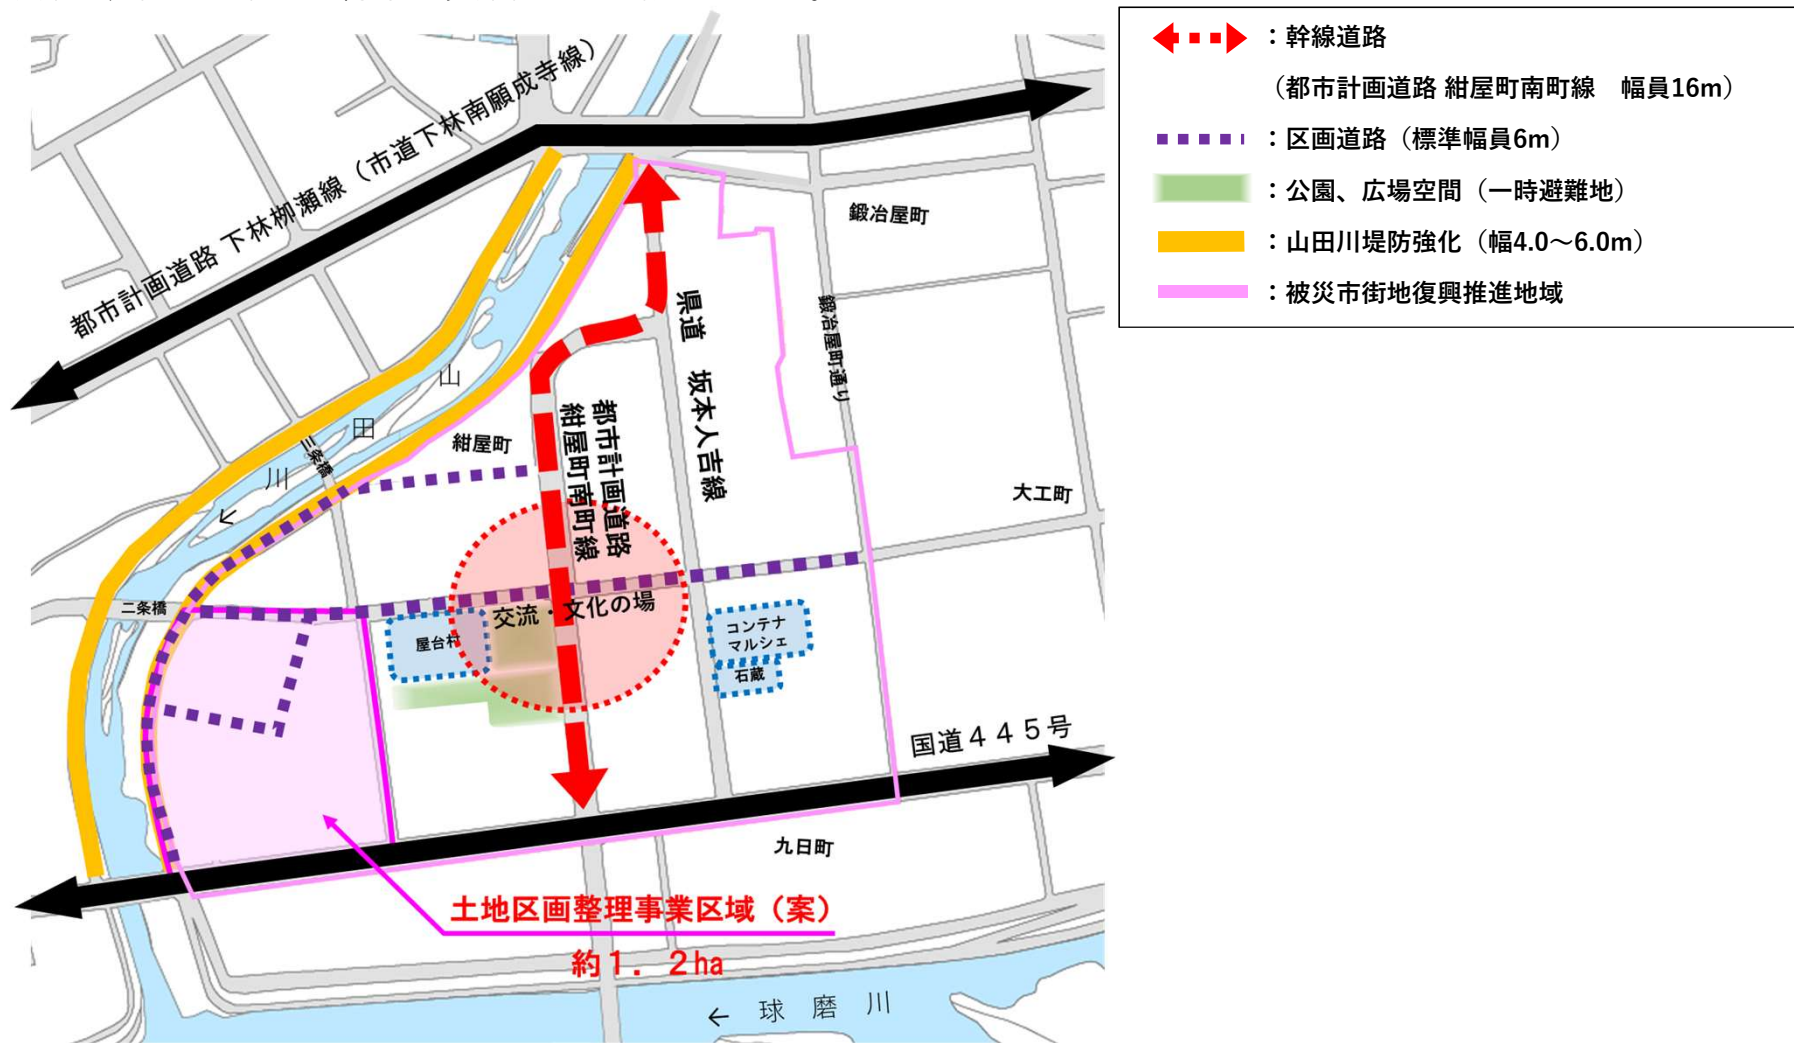 ：幹線道路
（都市計画道路 紺屋町南町線　幅員16m）
：区画道路（標準幅員6m）
：公園、広場空間（一時避難地）
：山田川堤防強化（幅4.0～6.0m）
：被災市街地復興推進地域
都市計画道路 下林柳瀬線（市道下林南願成寺線）
鍛冶屋町
鍛冶屋町通り
県道　坂本人吉線
山田川
←
三条橋
紺屋町
都市計画道路
紺屋町南町線
大工町
二条橋
交流・文化の場
屋台村
コンテナ
マルシェ
石蔵
国道４４５号
九日町
土地区画整理事業区域（案）
約１．２ha
← 球磨川